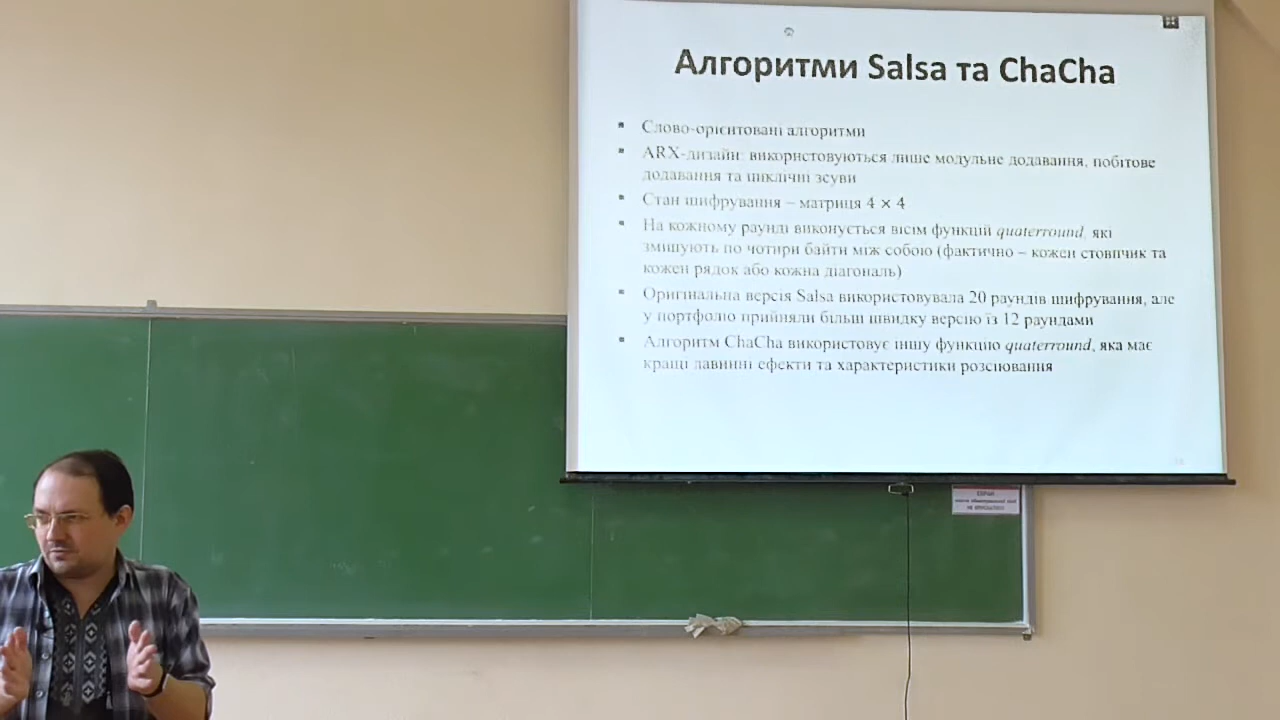 Алгоритми Salsa та ChaCha
Слово-орієнтовані алгоритми
ARX-дизайн: використовуються лише модульне додавання, побітове
додавання та циклічні зсуви
Стан шифрування – матриця 4 × 4
На кожному раунді виконується вісім функцій quaterround, які
змішують по чотири байти між собою (фактично – кожен стовпчик та
кожен рядок або кожна діагональ)
Оригінальна версія Salsa використовувала 20 раундів шифрування, але
у портфоліо прийняли більш швидку версію із 12 раундами
Алгоритм ChaCha використовує іншу функцію quaterround, яка має
кращі лавинні ефекти та характеристики розсіювання
ЕКРАН